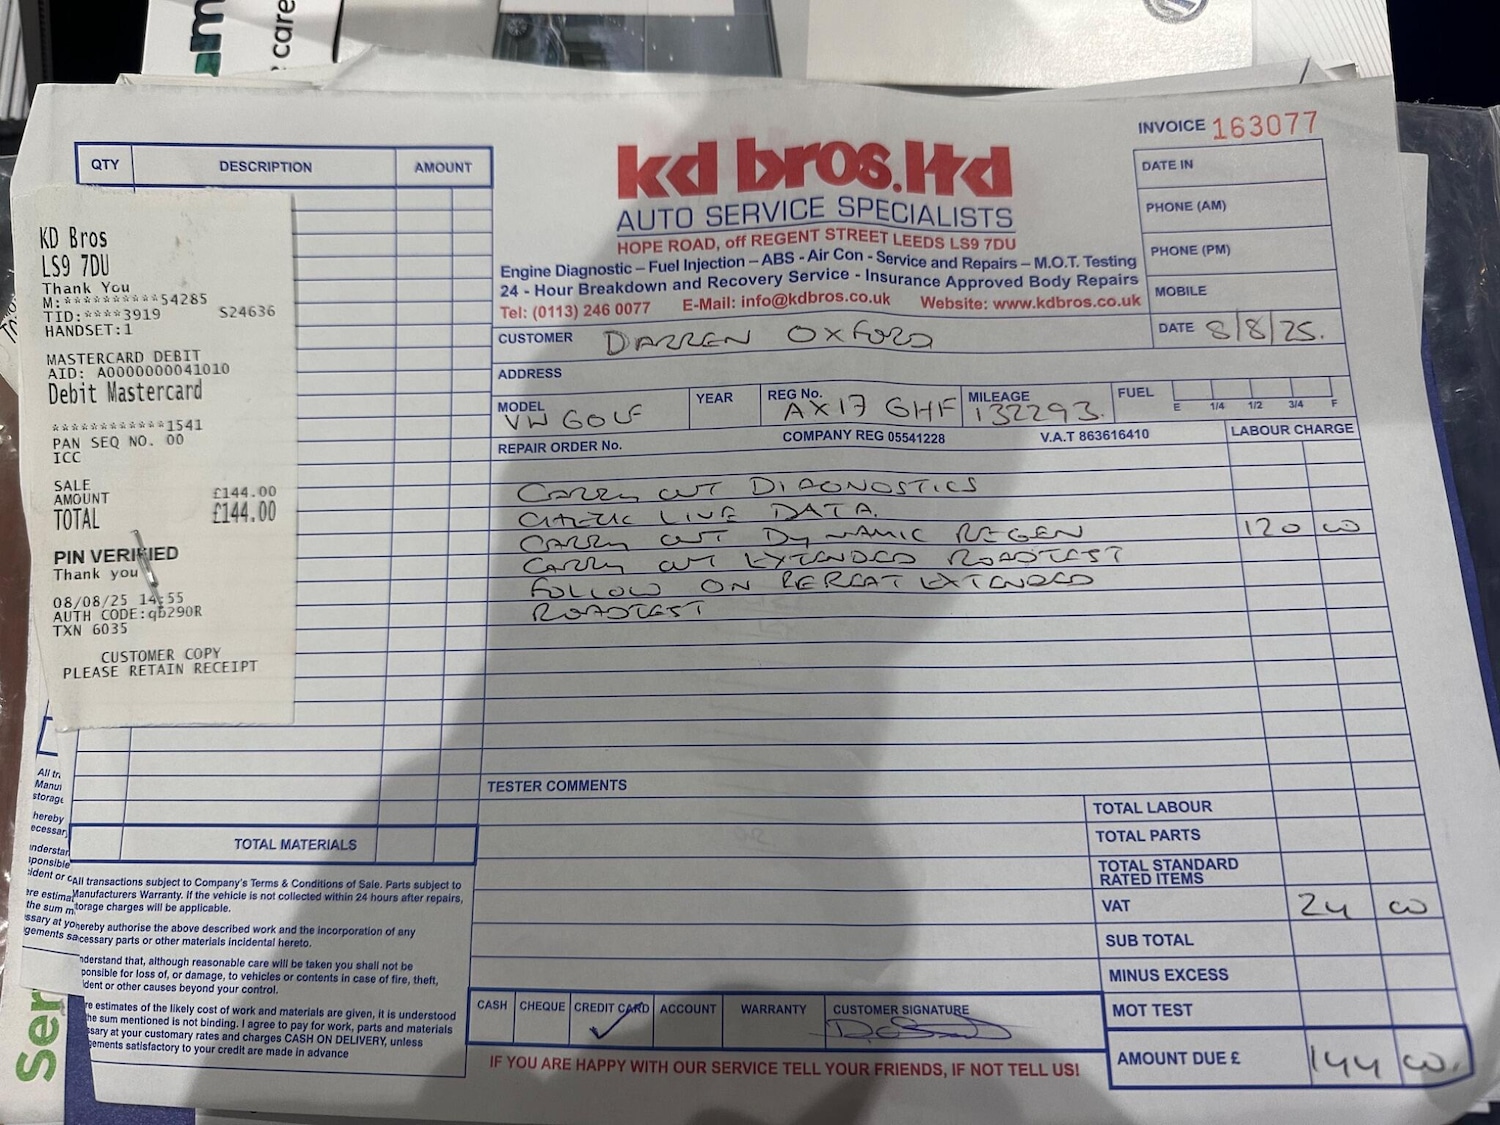 am
care
INVOICE 163077
QTY DESCRIPTION AMOUNT
kd bros.ltd
AUTO SERVICE SPECIALISTS
HOPE ROAD, off REGENT STREET LEEDS LS9 7DU
Engine Diagnostic – Fuel Injection – ABS - Air Con - Service and Repairs – M.O.T. Testing
24 - Hour Breakdown and Recovery Service - Insurance Approved Body Repairs
Tel: (0113) 246 0077 E-Mail: info@kdbros.co.uk Website: www.kdbros.co.uk
DATE IN
PHONE (AM)
PHONE (PM)
MOBILE
DATE 8/8/25.
CUSTOMER DARREN OXFORD
ADDRESS
MODEL VW GOLF YEAR REG No. AX17 GHF MILEAGE 132293. FUEL E 1/4 1/2 3/4 F
REPAIR ORDER No. COMPANY REG 05541228 V.A.T 863616410 LABOUR CHARGE
CARRY OUT DIAGNOSTICS
CHECK LIVE DATA.
CARRY OUT DYNAMIC REGEN 120 00
CARRY OUT EXTENDED ROADTEST
FOLLOW ON REPEAT EXTENDED
ROADTEST
KD Bros
LS9 7DU
Thank You
M:**********54285
TID:****3919 S24636
HANDSET:1
MASTERCARD DEBIT
AID: A0000000041010
Debit Mastercard
************1541
PAN SEQ NO. 00
ICC
SALE
AMOUNT £144.00
TOTAL £144.00
PIN VERIFIED
Thank you
08/08/25 14:55
AUTH CODE:qb290R
TXN 6035
CUSTOMER COPY
PLEASE RETAIN RECEIPT
TESTER COMMENTS
TOTAL MATERIALS
TOTAL LABOUR
TOTAL PARTS
TOTAL STANDARD
RATED ITEMS
VAT 24 00
SUB TOTAL
MINUS EXCESS
MOT TEST
AMOUNT DUE £ 144 00.
All transactions subject to Company's Terms & Conditions of Sale. Parts subject to
Manufacturers Warranty. If the vehicle is not collected within 24 hours after repairs,
storage charges will be applicable.
hereby authorise the above described work and the incorporation of any
cessary parts or other materials incidental hereto.
nderstand that, although reasonable care will be taken you shall not be
ponsible for loss of, or damage, to vehicles or contents in case of fire, theft,
ident or other causes beyond your control.
re estimates of the likely cost of work and materials are given, it is understood
he sum mentioned is not binding. I agree to pay for work, parts and materials
ssary at your customary rates and charges CASH ON DELIVERY, unless
gements satisfactory to your credit are made in advance
CASH CHEQUE CREDIT CARD ACCOUNT WARRANTY CUSTOMER SIGNATURE
IF YOU ARE HAPPY WITH OUR SERVICE TELL YOUR FRIENDS, IF NOT TELL US!
Ser